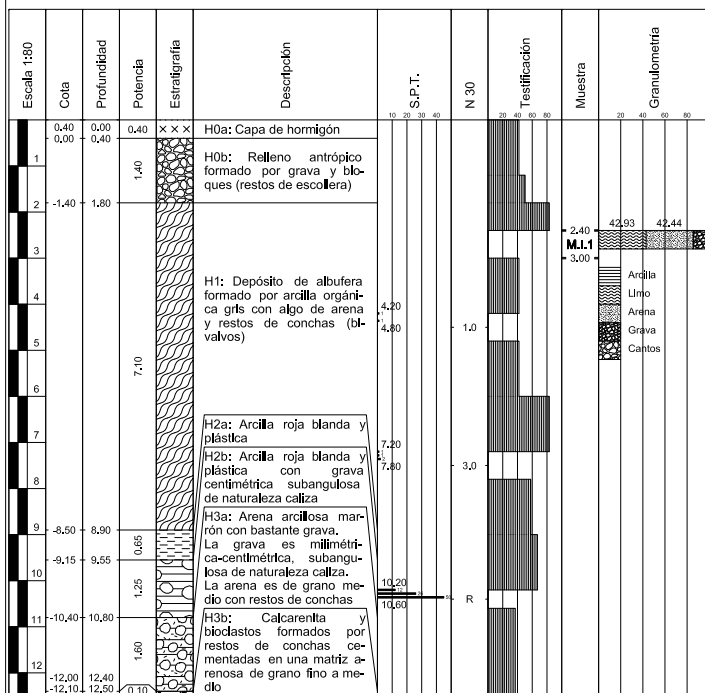 Escala 1:80
Cota
Profundidad
Potencia
Estratigrafía
Descripción
S.P.T.
N 30
Testificación
Muestra
Granulometría
10 20 30 40
20 40 60 80
20 40 60 80
0.40 0.00
0,00 0,40
0.40
H0a: Capa de hormigón
1
1.40
H0b: Relleno antrópico
formado por grava y blo-
ques (restos de escollera)
2
-1.40 1.80
2.40
42.93 42.44
M.I.1
3
3.00
Arcilla
Limo
Arena
Grava
Cantos
H1: Depósito de albufera
formado por arcilla orgáni-
ca gris con algo de arena
y restos de conchas (bi-
valvos)
4
4.20
4.80
1.0
5
7.10
6
7
H2a: Arcilla roja blanda y
plástica
7.20
7.80
3.0
H2b: Arcilla roja blanda y
plástica con grava
centimétrica subangulosa
de naturaleza caliza
8
9
-8.50 8.90
0.65
-9.15 9.55
H3a: Arena arcillosa mar-
rón con bastante grava.
La grava es milimétri-
ca-centimétrica, subangu-
losa de naturaleza caliza.
La arena es de grano me-
dio con restos de conchas
10
1.25
10.20
10.60
R
11
-10.40 10.80
H3b: Calcarenita y
bioclastos formados por
restos de conchas ce-
mentadas en una matriz a-
renosa de grano fino a me-
dio
1.60
12
-12,00 12.40
-12,10 12.50
0.10